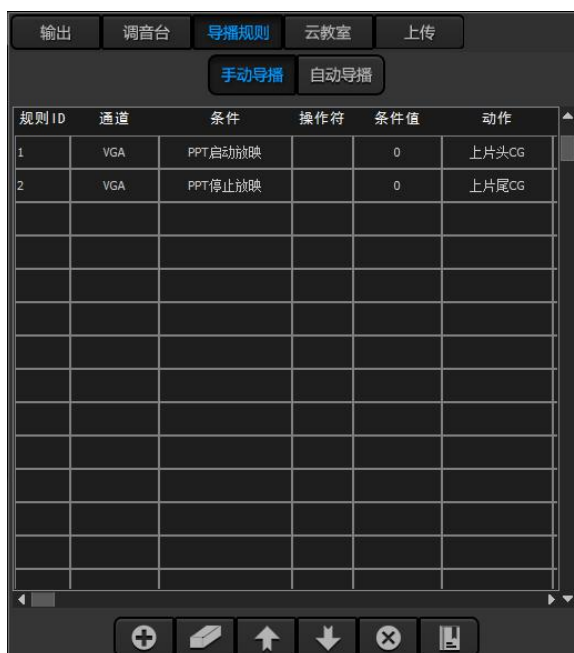 输出 调音台 导播规则 云教室 上传
手动导播 自动导播
规则ID 通道 条件 操作符 条件值 动作
1 VGA PPT启动放映 0 上片头CG
2 VGA PPT停止放映 0 上片尾CG